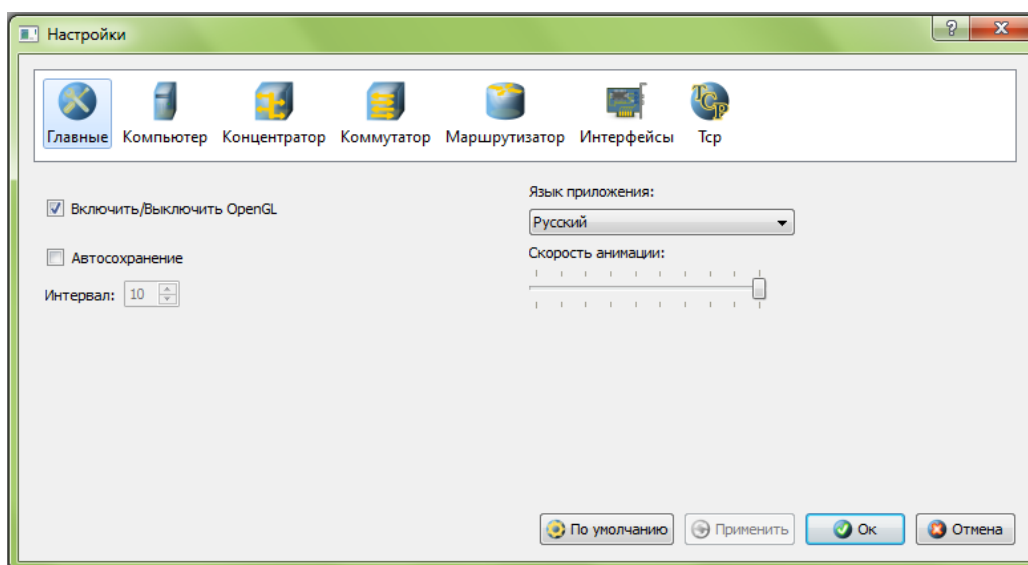 Настройки
Главные Компьютер Концентратор Коммутатор Маршрутизатор Интерфейсы Tcp
Включить/Выключить OpenGL
Автосохранение
Интервал: 10
Язык приложения:
Русский
Скорость анимации:
По умолчанию Применить Ок Отмена